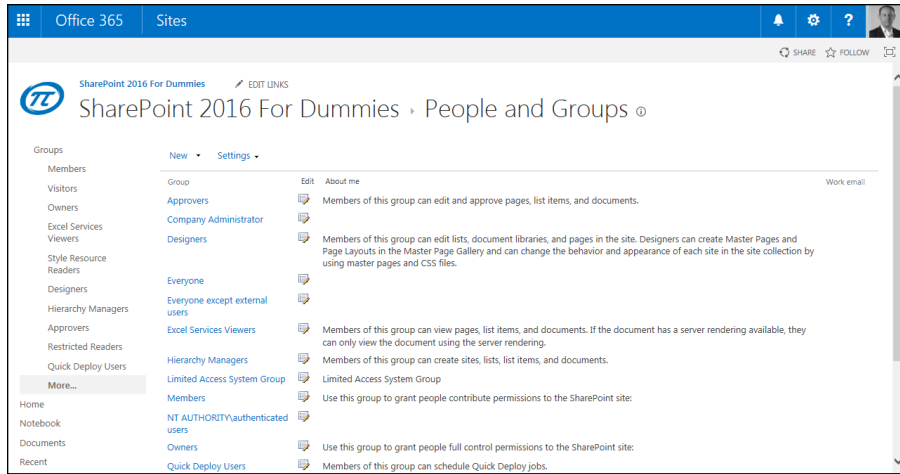 Office 365 Sites ?
SHARE FOLLOW
SharePoint 2016 For Dummies EDIT LINKS
π SharePoint 2016 For Dummies People and Groups
Groups
Members
Visitors
Owners
Excel Services
Viewers
Style Resource
Readers
Designers
Hierarchy Managers
Approvers
Restricted Readers
Quick Deploy Users
More...
Home
Notebook
Documents
Recent
New Settings
Group Edit About me Work email
Approvers Members of this group can edit and approve pages, list items, and documents.
Company Administrator
Designers Members of this group can edit lists, document libraries, and pages in the site. Designers can create Master Pages and
Page Layouts in the Master Page Gallery and can change the behavior and appearance of each site in the site collection by
using master pages and CSS files.
Everyone
Everyone except external
users
Excel Services Viewers Members of this group can view pages, list items, and documents. If the document has a server rendering available, they
can only view the document using the server rendering.
Hierarchy Managers Members of this group can create sites, lists, list items, and documents.
Limited Access System Group Limited Access System Group
Members Use this group to grant people contribute permissions to the SharePoint site:
NT AUTHORITY\authenticated
users
Owners Use this group to grant people full control permissions to the SharePoint site:
Quick Deploy Users Members of this group can schedule Quick Deploy jobs.